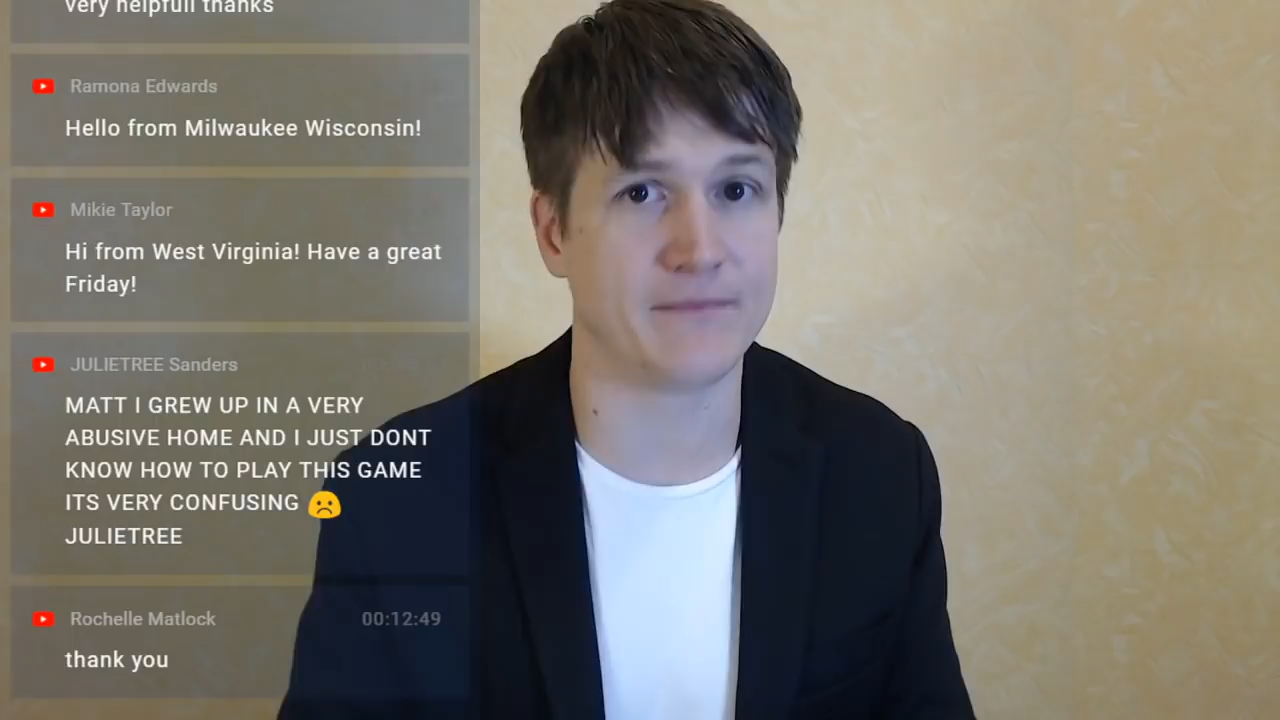 very helpfull thanks
Ramona Edwards
Hello from Milwaukee Wisconsin!
Mikie Taylor
Hi from West Virginia! Have a great
Friday!
JULIETREE Sanders
MATT I GREW UP IN A VERY
ABUSIVE HOME AND I JUST DONT
KNOW HOW TO PLAY THIS GAME
ITS VERY CONFUSING ☹️
JULIETREE
Rochelle Matlock 00:12:49
thank you